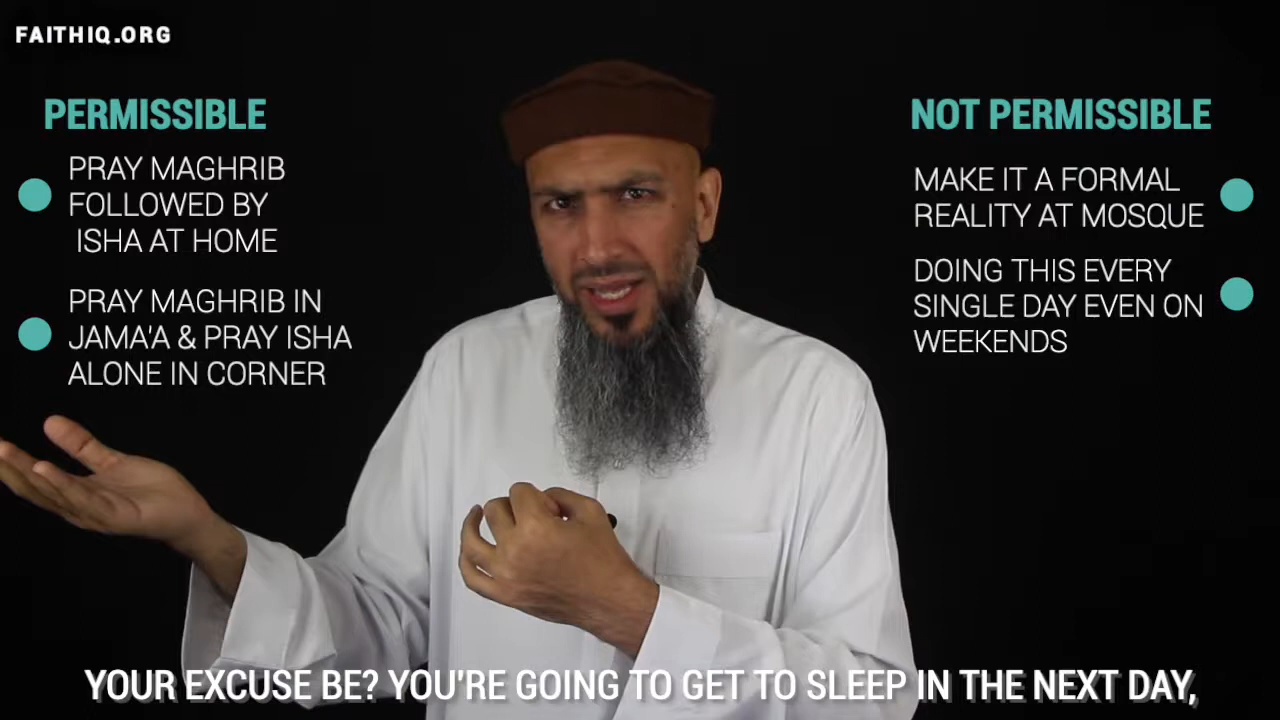 FAITHIQ.ORG
PERMISSIBLE
PRAY MAGHRIB
FOLLOWED BY
ISHA AT HOME
PRAY MAGHRIB IN
JAMA'A & PRAY ISHA
ALONE IN CORNER
NOT PERMISSIBLE
MAKE IT A FORMAL
REALITY AT MOSQUE
DOING THIS EVERY
SINGLE DAY EVEN ON
WEEKENDS
YOUR EXCUSE BE? YOU'RE GOING TO GET TO SLEEP IN THE NEXT DAY,